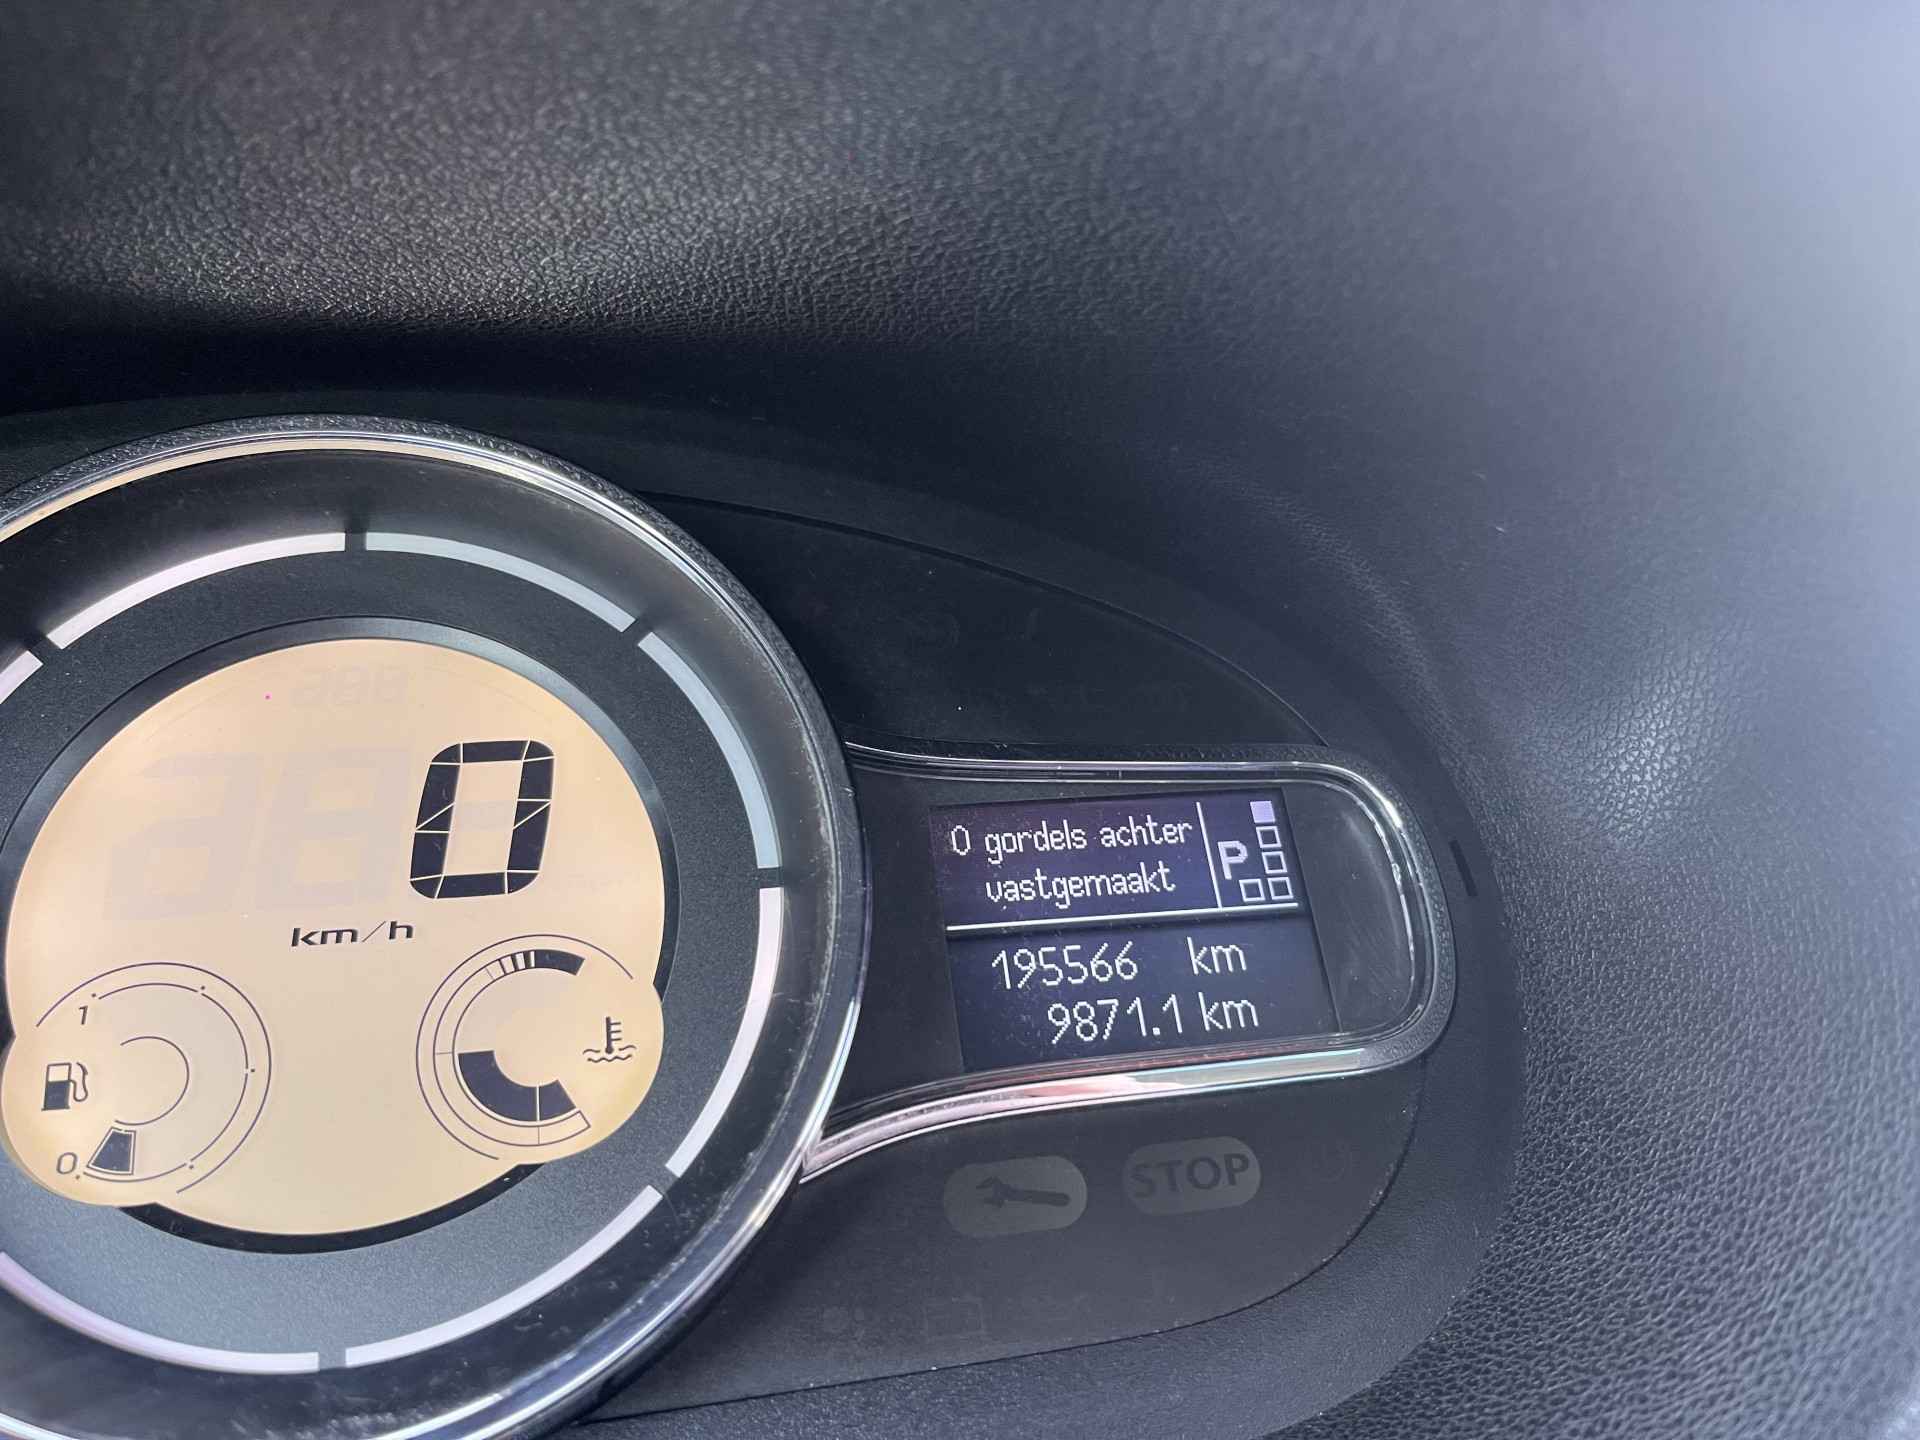 0
km/h
1
0
0 gordels achter
vastgemaakt
P
195566 km
9871.1 km
STOP